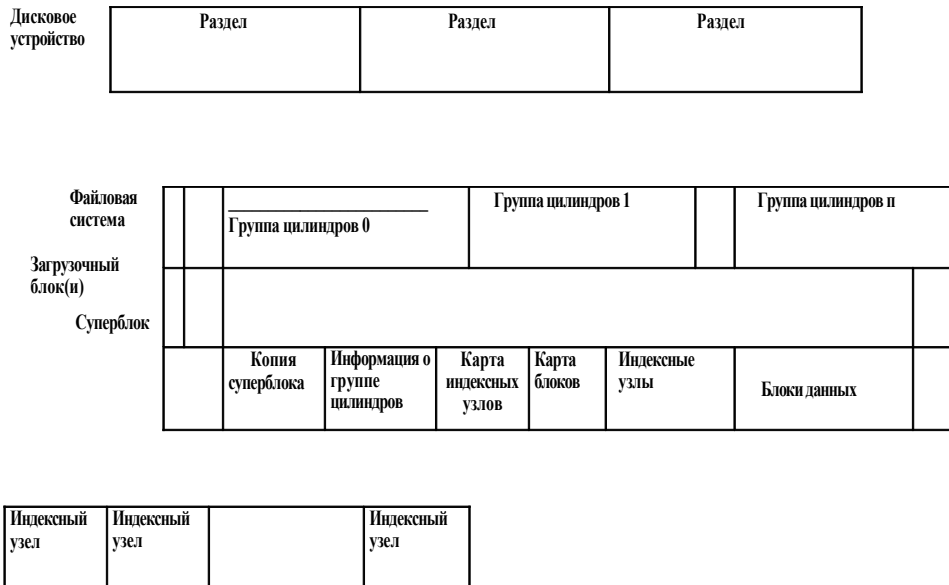 Дисковое
устройство
Раздел
Раздел
Раздел
Файловая
система
Группа цилиндров 0
Группа цилиндров 1
Группа цилиндров п
Загрузочный
блок(и)
Суперблок
Копия
суперблока
Информация о
группе
цилиндров
Карта
индексных
узлов
Карта
блоков
Индексные
узлы
Блоки данных
Индексный
узел
Индексный
узел
Индексный
узел